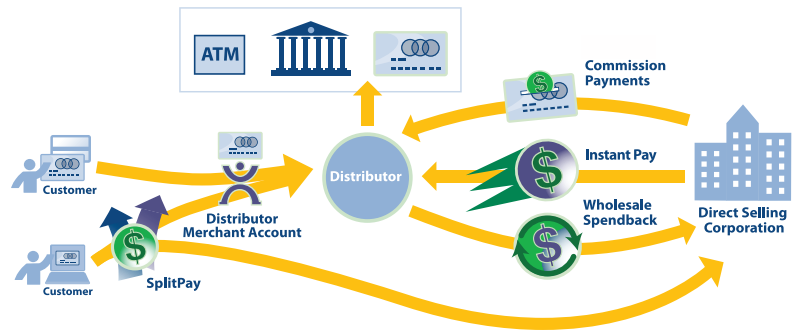 ATM
Commission
Payments
Customer
Distributor
Instant Pay
Distributor
Merchant Account
Wholesale
Spendback
Direct Selling
Corporation
$
$
$
$
SplitPay
Customer